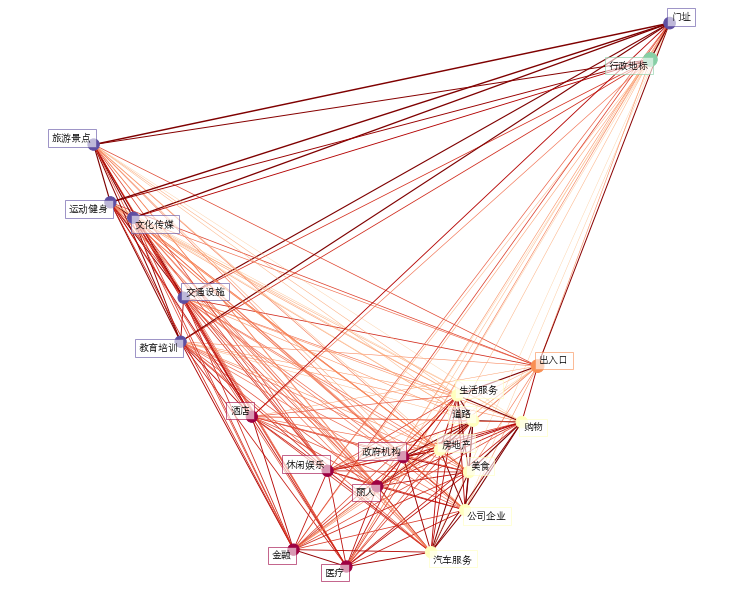 门址
行政地标
旅游景点
运动健身
文化传媒
交通设施
教育培训
出入口
生活服务
酒店
道路
购物
房地产
政府机构
休闲娱乐
美食
丽人
公司企业
金融
汽车服务
医疗